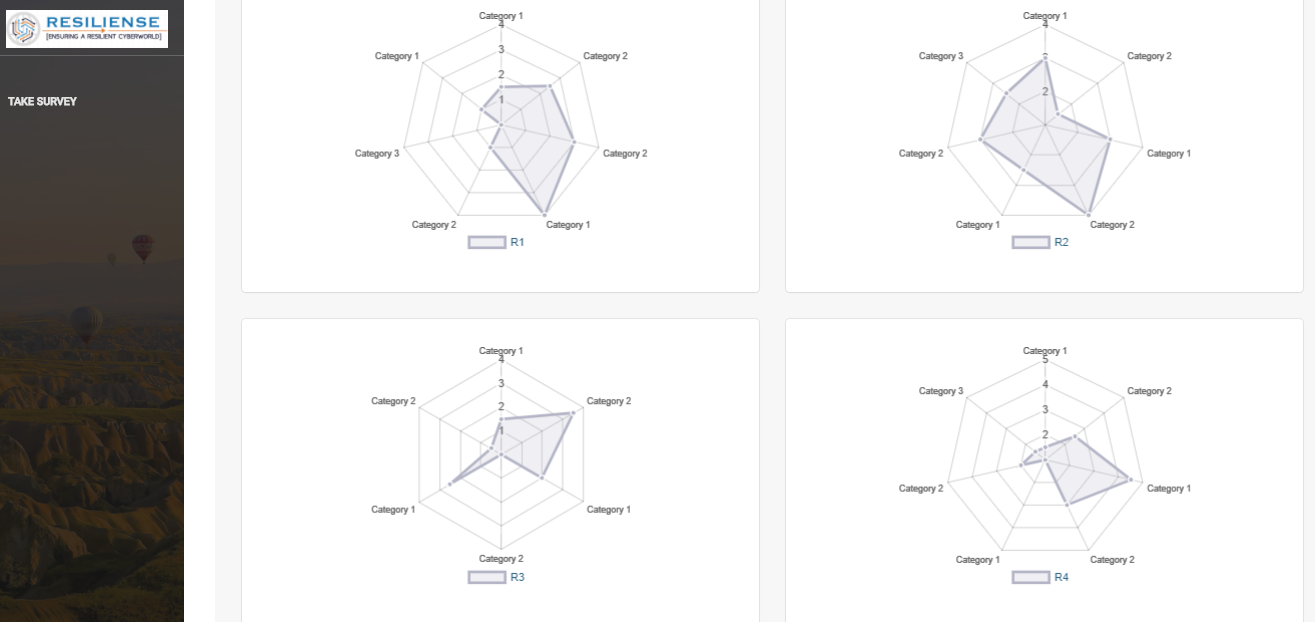 RESILIENSE
[ENSURING A RESILIENT CYBERWORLD]
TAKE SURVEY
Category 1
4
Category 1
Category 2
3
2
1
Category 3
Category 2
Category 2
Category 1
R1
Category 1
4
Category 3
Category 2
3
2
Category 2
Category 1
Category 1
Category 2
R2
Category 1
4
3
Category 2
Category 2
2
1
Category 1
Category 1
Category 2
R3
Category 1
5
Category 3
Category 2
4
3
2
Category 2
Category 1
Category 1
Category 2
R4